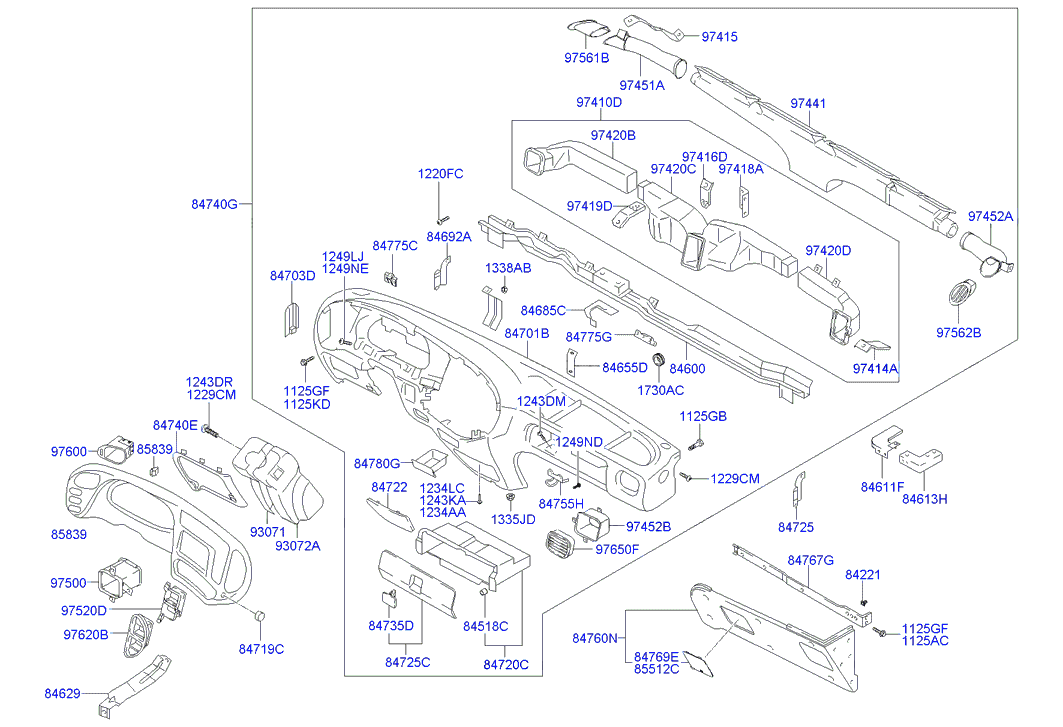 97415
97561B
97451A
97410D
97441
97420B
97416D
97420C
97418A
1220FC
84740G
97419D
97452A
84692A
84775C
97420D
1249LJ
1249NE
1338AB
84703D
84685C
97562B
84701B
84775G
84655D
84600
97414A
1730AC
1243DR
1229CM
1125GF
1125KD
1243DM
1125GB
84740E
1249ND
97600
85839
84780G
1229CM
84722
1234LC
1243KA
1234AA
84755H
84611F
84613H
1335JD
97452B
84725
93071
93072A
85839
97650F
84767G
97500
84221
97520D
84735D
84518C
1125GF
1125AC
97620B
84760N
84719C
84725C
84720C
84769E
85512C
84629